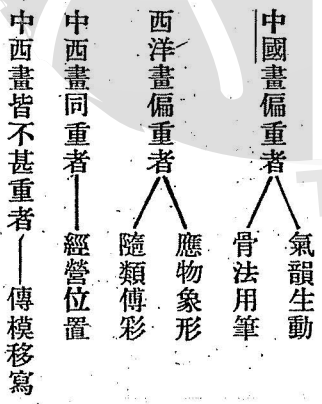 中國畫偏重者
氣韻生動
骨法用筆
西洋畫偏重者
應物象形
隨類傅彩
中西畫同重者——經營位置
中西畫皆不甚重者——傳模移寫